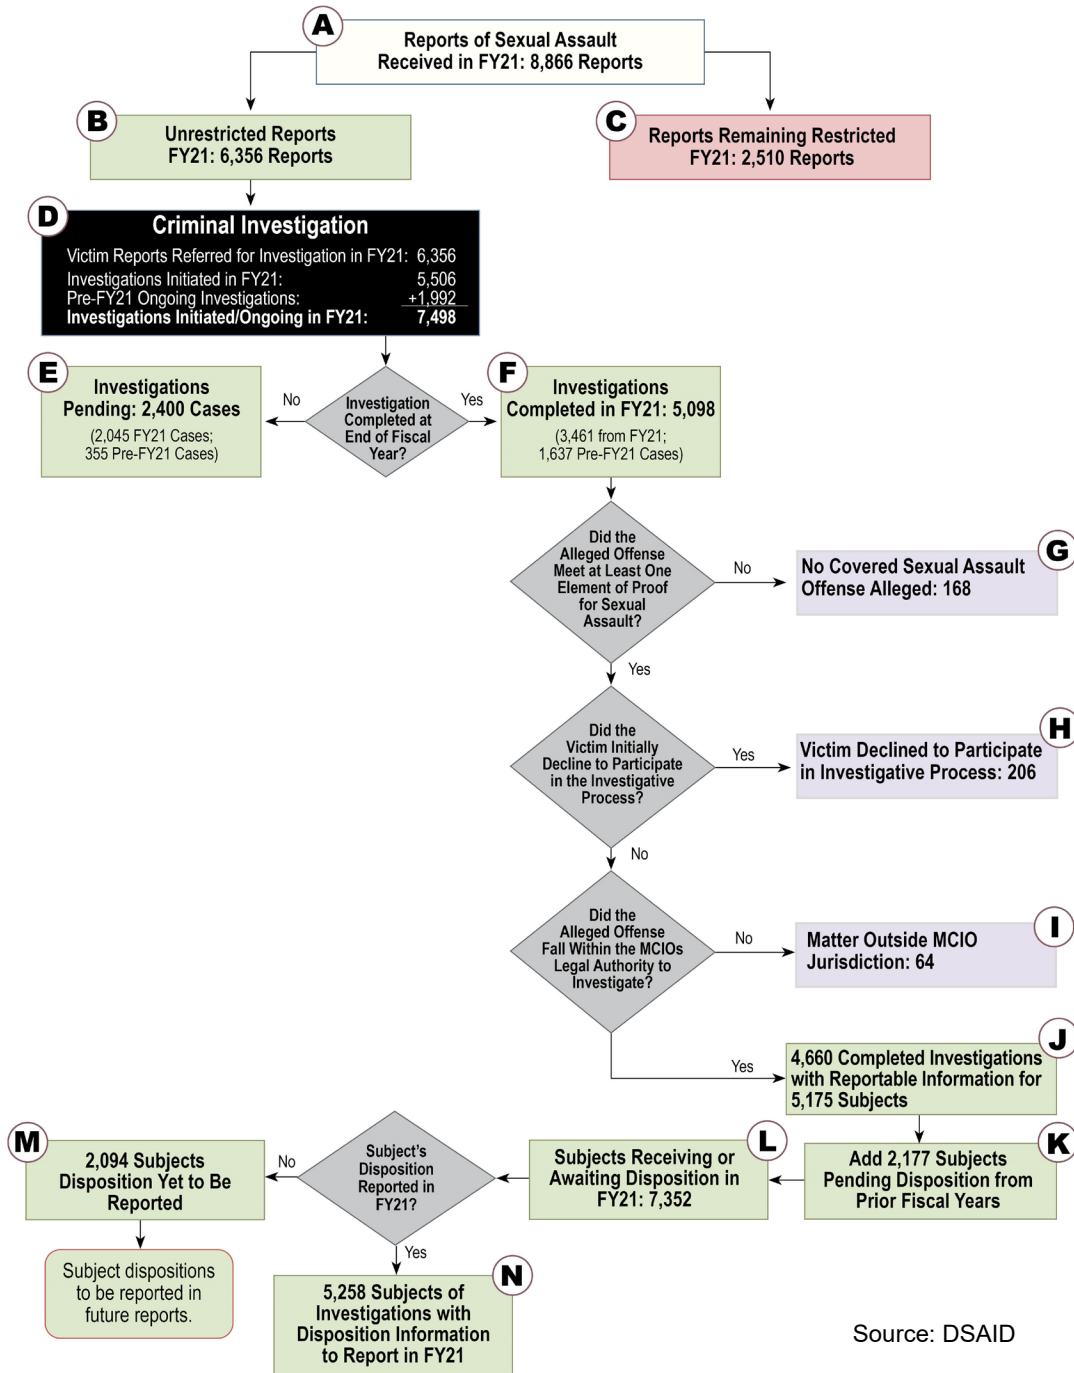 A
Reports of Sexual Assault
Received in FY21: 8,866 Reports
B
Unrestricted Reports
FY21: 6,356 Reports
C
Reports Remaining Restricted
FY21: 2,510 Reports
D
Criminal Investigation
Victim Reports Referred for Investigation in FY21: 6,356
Investigations Initiated in FY21: 5,506
Pre-FY21 Ongoing Investigations: +1,992
Investigations Initiated/Ongoing in FY21: 7,498
E
Investigations
Pending: 2,400 Cases
(2,045 FY21 Cases;
355 Pre-FY21 Cases)
No
Investigation
Completed at
End of Fiscal
Year?
Yes
F
Investigations
Completed in FY21: 5,098
(3,461 from FY21;
1,637 Pre-FY21 Cases)
Did the
Alleged Offense
Meet at Least One
Element of Proof
for Sexual
Assault?
No
G
No Covered Sexual Assault
Offense Alleged: 168
Yes
Did the
Victim Initially
Decline to Participate
in the Investigative
Process?
Yes
H
Victim Declined to Participate
in Investigative Process: 206
No
Did the
Alleged Offense
Fall Within the MCIOs
Legal Authority to
Investigate?
No
I
Matter Outside MCIO
Jurisdiction: 64
Yes
J
4,660 Completed Investigations
with Reportable Information for
5,175 Subjects
K
Add 2,177 Subjects
Pending Disposition from
Prior Fiscal Years
L
Subjects Receiving or
Awaiting Disposition in
FY21: 7,352
Subject's
Disposition
Reported in
FY21?
No
M
2,094 Subjects
Disposition Yet to Be
Reported
Subject dispositions
to be reported in
future reports.
Yes
N
5,258 Subjects of
Investigations with
Disposition Information
to Report in FY21
Source: DSAID